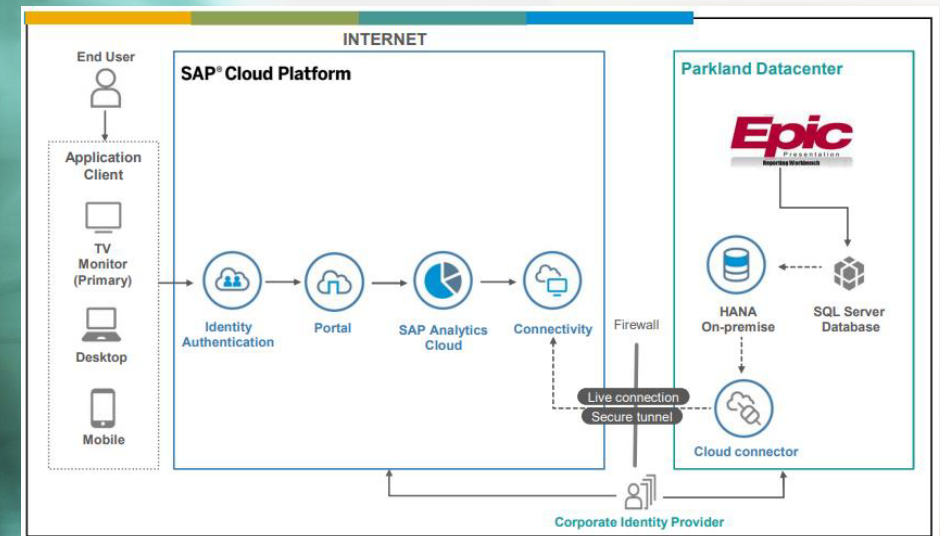 INTERNET
End User
Application
Client
TV
Monitor
(Primary)
Desktop
Mobile
SAP® Cloud Platform
Identity
Authentication
Portal
SAP Analytics
Cloud
Connectivity
Firewall
Live connection
Secure tunnel
Parkland Datacenter
Epic
Presentation
Reporting Workbench
HANA
On-premise
SQL Server
Database
Cloud connector
Corporate Identity Provider